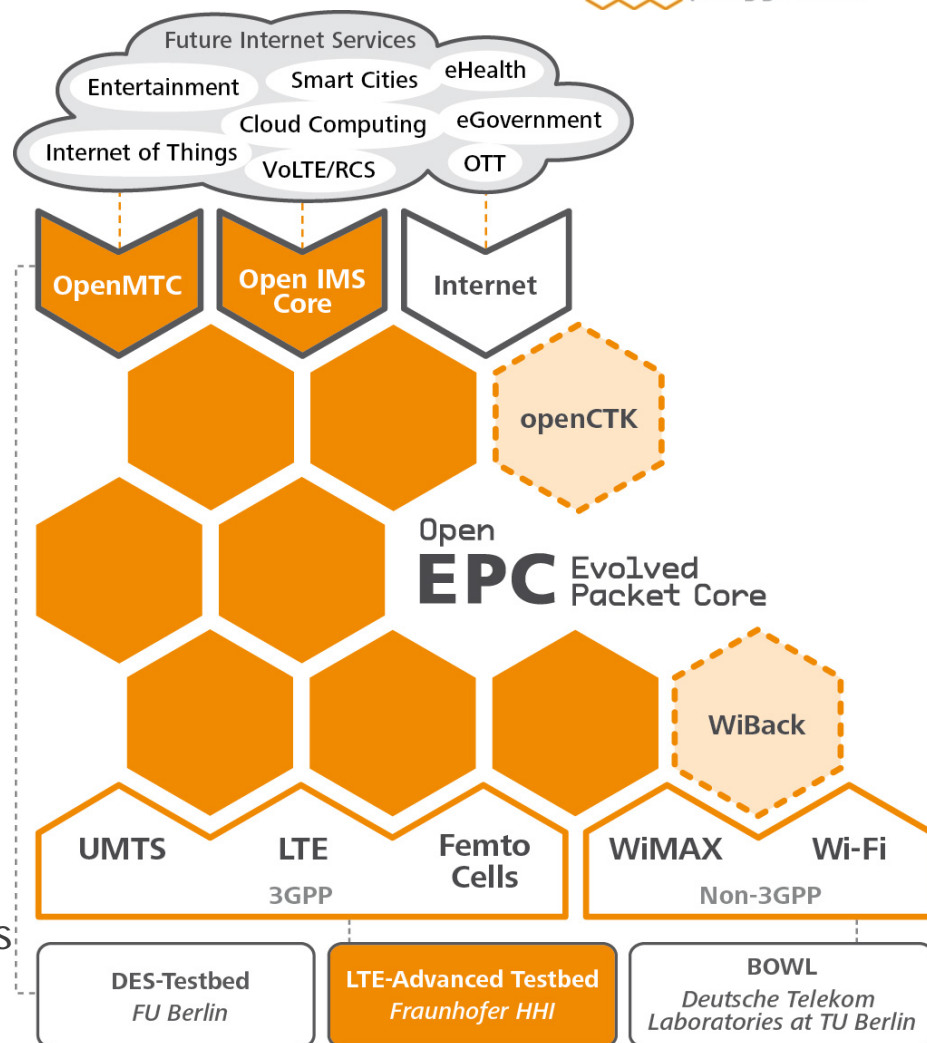 Future Internet Services
Entertainment
Smart Cities
eHealth
Cloud Computing
eGovernment
Internet of Things
VoLTE/RCS
OTT
OpenMTC
Open IMS
Core
Internet
openCTK
Open
EPC
Evolved
Packet Core
WiBack
UMTS
LTE
Femto
Cells
3GPP
WiMAX
Wi-Fi
Non-3GPP
S
DES-Testbed
FU Berlin
LTE-Advanced Testbed
Fraunhofer HHI
BOWL
Deutsche Telekom
Laboratories at TU Berlin